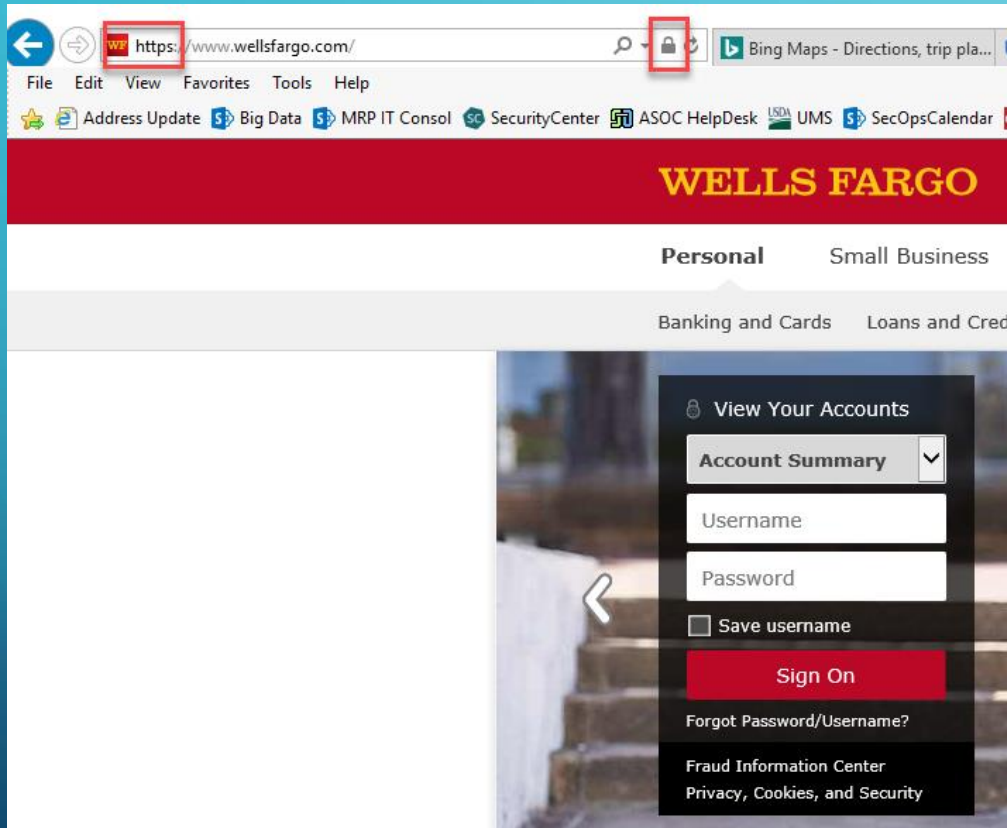 WF https://www.wellsfargo.com/ Bing Maps - Directions, trip pla...
File Edit View Favorites Tools Help
Address Update Big Data MRP IT Consol SC SecurityCenter ASOC HelpDesk USDA UMS SecOpsCalendar
WELLS FARGO
Personal Small Business
Banking and Cards Loans and Cred
View Your Accounts
Account Summary
Username
Password
Save username
Sign On
Forgot Password/Username?
Fraud Information Center
Privacy, Cookies, and Security